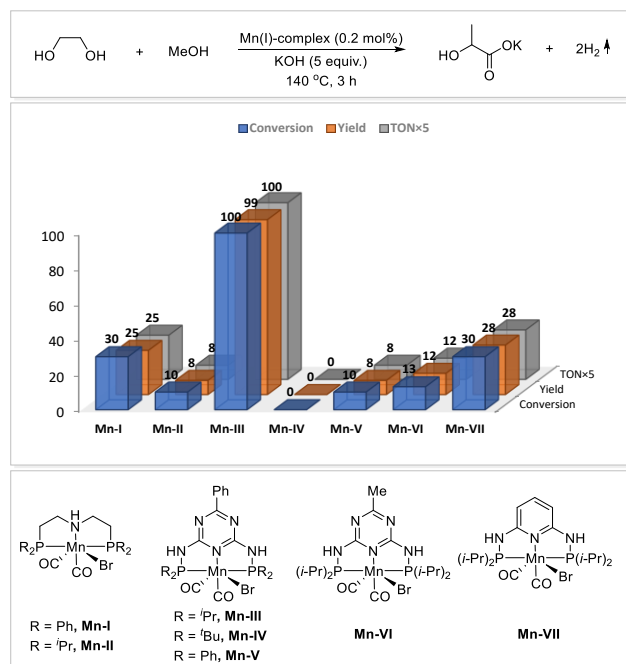 HO OH + MeOH Mn(I)-complex (0.2 mol%) HO OK O + 2H₂
KOH (5 equiv.)
140 °C, 3 h
Conversion Yield TON×5
100
100 99 100
80
60
40
20
0
30 25 25
10 8 8
0 0 0
10 8 8
13 12 12
30 28 28
TON×5
Yield
Conversion
Mn-I Mn-II Mn-III Mn-IV Mn-V Mn-VI Mn-VII
H
N
R₂P Mn PR₂
OC Br
CO
R = Ph, Mn-I
R = ⁱPr, Mn-II
Ph
N N
HN N NH
R₂P Mn PR₂
OC Br
CO
R = ⁱPr, Mn-III
R = ᵗBu, Mn-IV
R = Ph, Mn-V
Me
N N
HN N NH
(i-Pr)₂P Mn P(i-Pr)₂
OC Br
CO
Mn-VI
HN N NH
(i-Pr)₂P Mn P(i-Pr)₂
OC Br
CO
Mn-VII